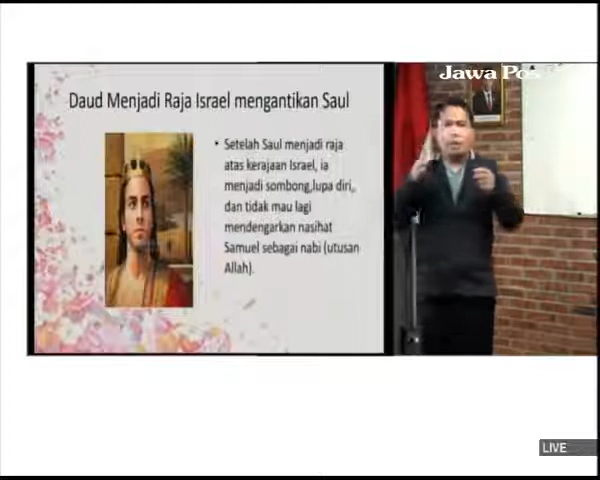 Jawa Pos
Daud Menjadi Raja Israel mengantikan Saul
• Setelah Saul menjadi raja
atas kerajaan Israel, ia
menjadi sombong,lupa diri,
dan tidak mau lagi
mendengarkan nasihat
Samuel sebagai nabi (utusan
Allah).
LIVE